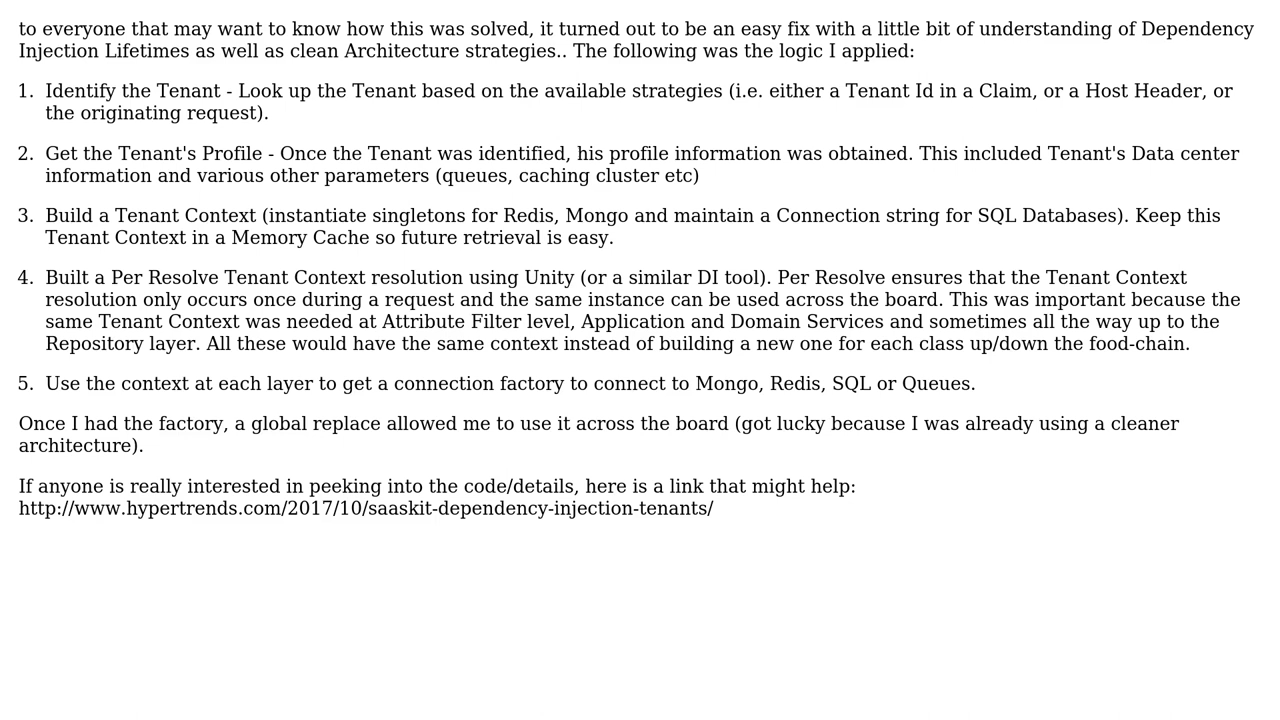 to everyone that may want to know how this was solved, it turned out to be an easy fix with a little bit of understanding of Dependency
Injection Lifetimes as well as clean Architecture strategies.. The following was the logic I applied:
1. Identify the Tenant - Look up the Tenant based on the available strategies (i.e. either a Tenant Id in a Claim, or a Host Header, or
the originating request).
2. Get the Tenant's Profile - Once the Tenant was identified, his profile information was obtained. This included Tenant's Data center
information and various other parameters (queues, caching cluster etc)
3. Build a Tenant Context (instantiate singletons for Redis, Mongo and maintain a Connection string for SQL Databases). Keep this
Tenant Context in a Memory Cache so future retrieval is easy.
4. Built a Per Resolve Tenant Context resolution using Unity (or a similar DI tool). Per Resolve ensures that the Tenant Context
resolution only occurs once during a request and the same instance can be used across the board. This was important because the
same Tenant Context was needed at Attribute Filter level, Application and Domain Services and sometimes all the way up to the
Repository layer. All these would have the same context instead of building a new one for each class up/down the food-chain.
5. Use the context at each layer to get a connection factory to connect to Mongo, Redis, SQL or Queues.
Once I had the factory, a global replace allowed me to use it across the board (got lucky because I was already using a cleaner
architecture).
If anyone is really interested in peeking into the code/details, here is a link that might help:
http://www.hypertrends.com/2017/10/saaskit-dependency-injection-tenants/